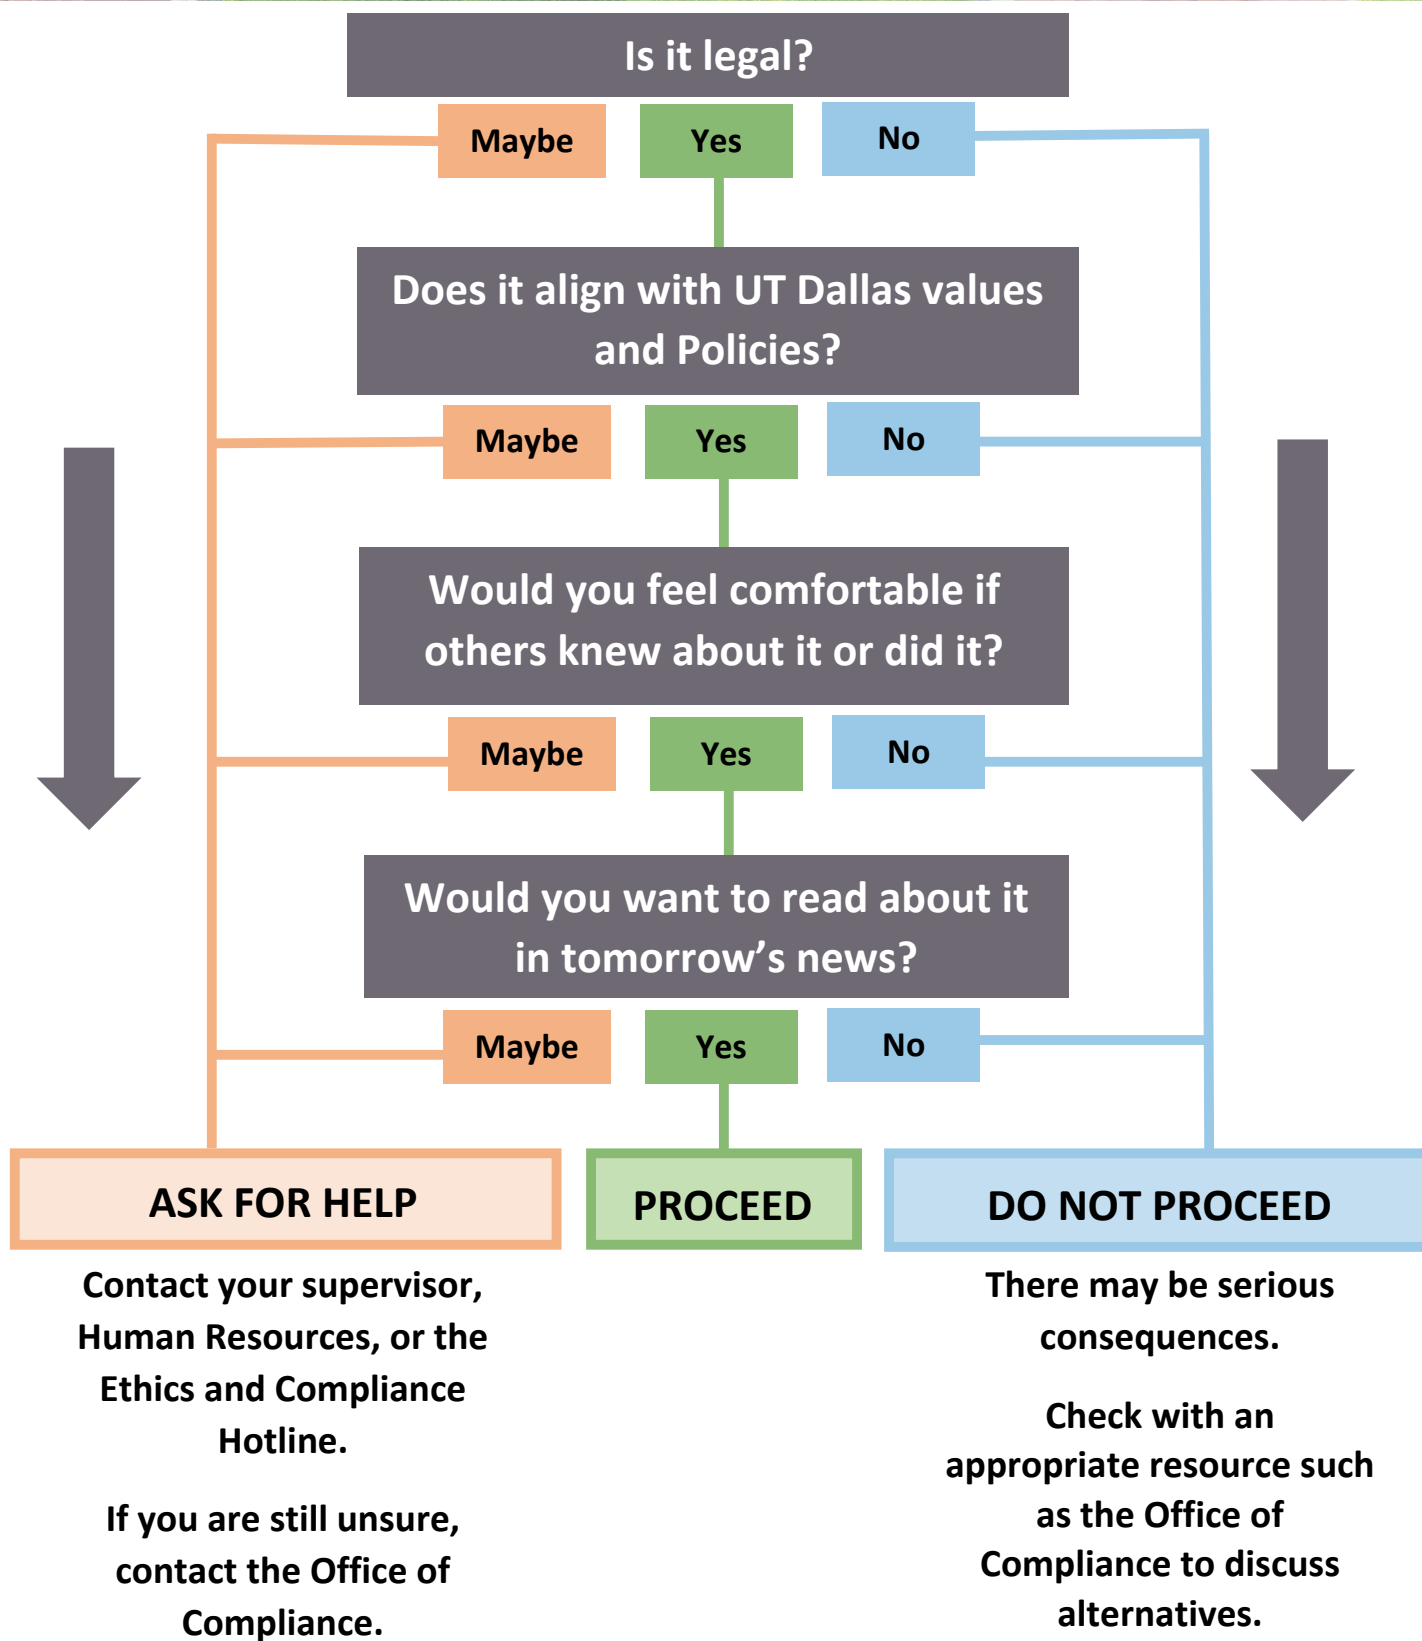 Is it legal?
Maybe
Yes
No
Does it align with UT Dallas values
and Policies?
Maybe
Yes
No
Would you feel comfortable if
others knew about it or did it?
Maybe
Yes
No
Would you want to read about it
in tomorrow’s news?
Maybe
Yes
No
ASK FOR HELP
Contact your supervisor,
Human Resources, or the
Ethics and Compliance
Hotline.
If you are still unsure,
contact the Office of
Compliance.
PROCEED
DO NOT PROCEED
There may be serious
consequences.
Check with an
appropriate resource such
as the Office of
Compliance to discuss
alternatives.